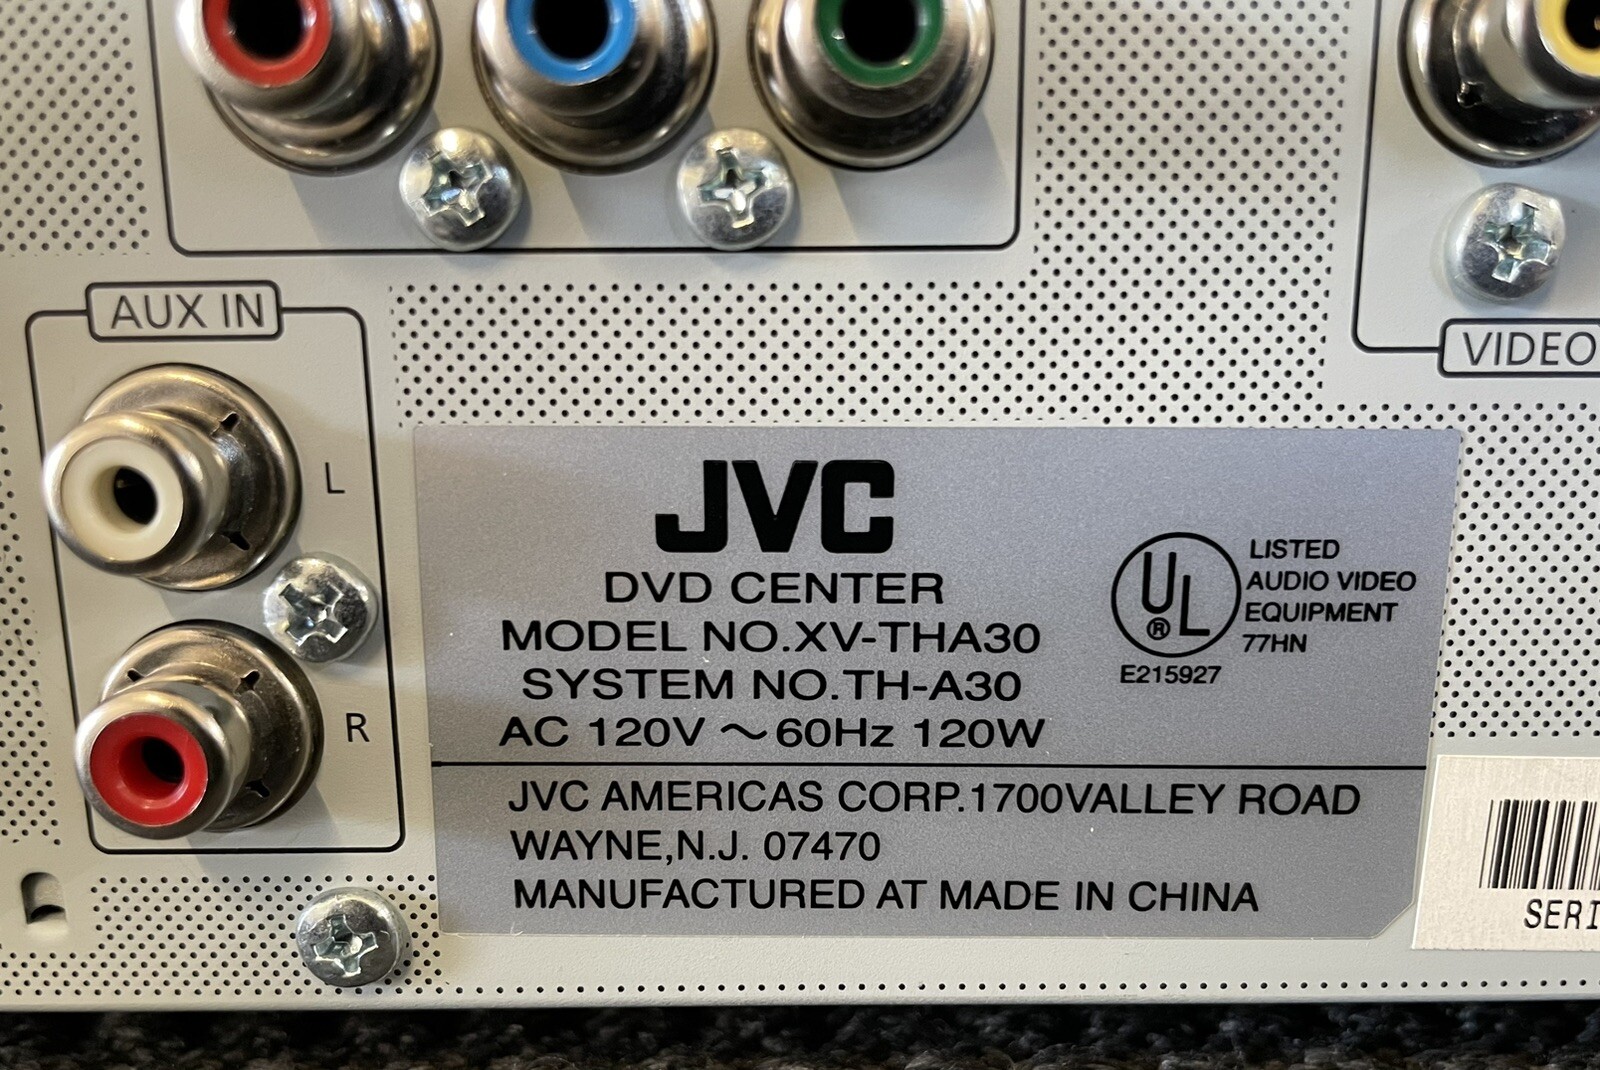 AUX IN
VIDEO
L
R
JVC
DVD CENTER
MODEL NO.XV-THA30
SYSTEM NO.TH-A30
AC 120V ～60Hz 120W
UL
®
LISTED
AUDIO VIDEO
EQUIPMENT
77HN
E215927
JVC AMERICAS CORP.1700VALLEY ROAD
WAYNE,N.J. 07470
MANUFACTURED AT MADE IN CHINA